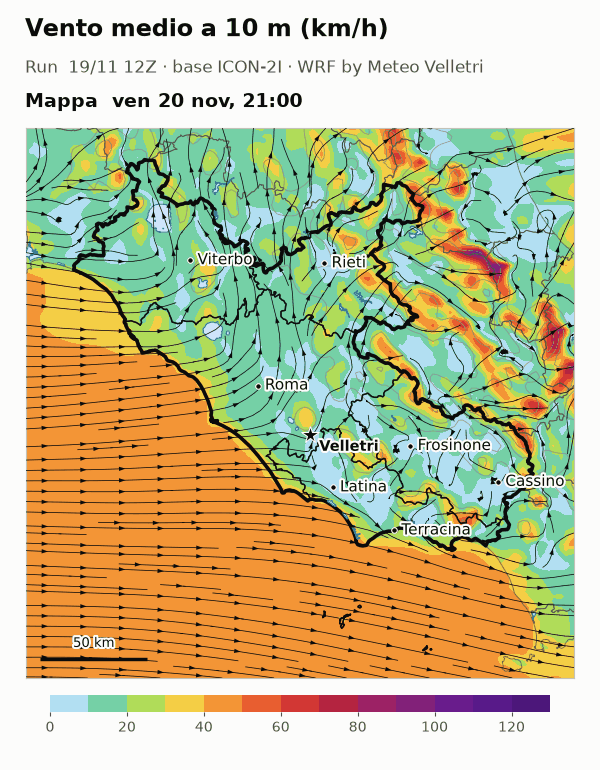 Vento medio a 10 m (km/h)
Run  19/11 12Z · base ICON-2I · WRF by Meteo Velletri
Mappa  ven 20 nov, 21:00
Viterbo
Rieti
Roma
Velletri
Frosinone
Latina
Cassino
Terracina
50 km
0 20 40 60 80 100 120